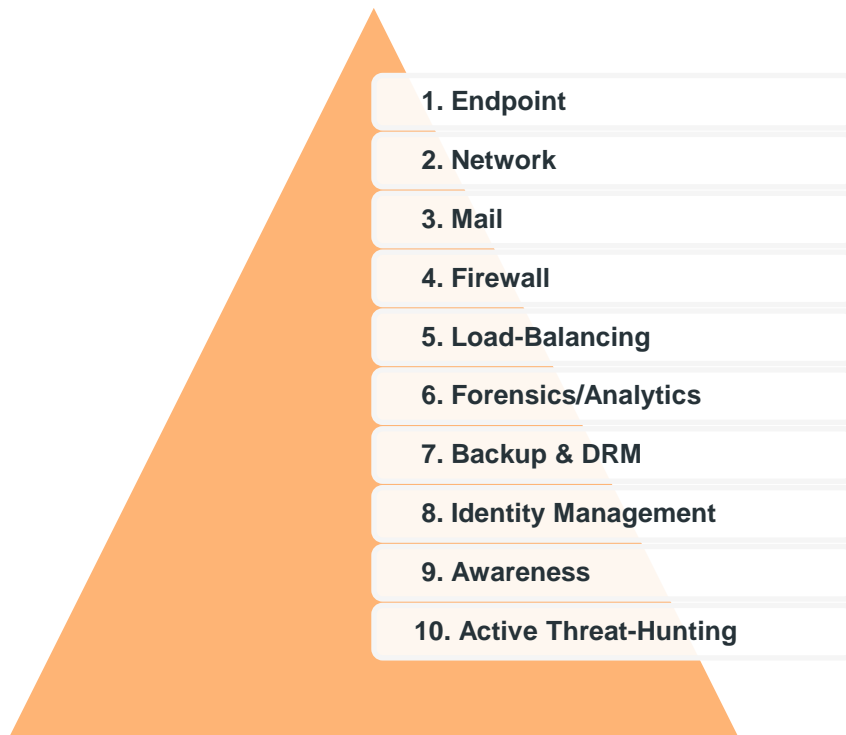 1. Endpoint
2. Network
3. Mail
4. Firewall
5. Load-Balancing
6. Forensics/Analytics
7. Backup & DRM
8. Identity Management
9. Awareness
10. Active Threat-Hunting